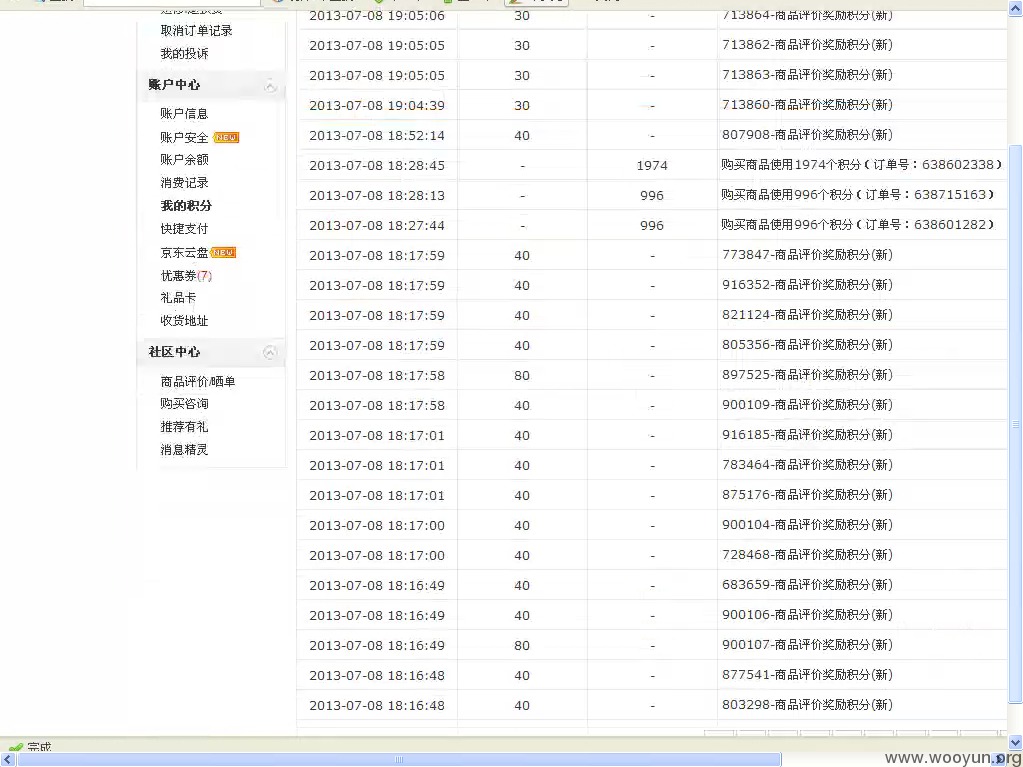 取消订单记录
我的投诉
账户中心
账户信息
账户安全 NEW
账户余额
消费记录
我的积分
快捷支付
京东云盘 NEW
优惠券(7)
礼品卡
收货地址
社区中心
商品评价/晒单
购买咨询
推荐有礼
消息精灵
2013-07-08 19:05:06 30 - 713864-商品评价奖励积分(新)
2013-07-08 19:05:05 30 - 713862-商品评价奖励积分(新)
2013-07-08 19:05:05 30 - 713863-商品评价奖励积分(新)
2013-07-08 19:04:39 30 - 713860-商品评价奖励积分(新)
2013-07-08 18:52:14 40 - 807908-商品评价奖励积分(新)
2013-07-08 18:28:45 - 1974 购买商品使用1974个积分(订单号：638602338)
2013-07-08 18:28:13 - 996 购买商品使用996个积分(订单号：638715163)
2013-07-08 18:27:44 - 996 购买商品使用996个积分(订单号：638601282)
2013-07-08 18:17:59 40 - 773847-商品评价奖励积分(新)
2013-07-08 18:17:59 40 - 916352-商品评价奖励积分(新)
2013-07-08 18:17:59 40 - 821124-商品评价奖励积分(新)
2013-07-08 18:17:59 40 - 805356-商品评价奖励积分(新)
2013-07-08 18:17:58 80 - 897525-商品评价奖励积分(新)
2013-07-08 18:17:58 40 - 900109-商品评价奖励积分(新)
2013-07-08 18:17:01 40 - 916185-商品评价奖励积分(新)
2013-07-08 18:17:01 40 - 783464-商品评价奖励积分(新)
2013-07-08 18:17:01 40 - 875176-商品评价奖励积分(新)
2013-07-08 18:17:00 40 - 900104-商品评价奖励积分(新)
2013-07-08 18:17:00 40 - 728468-商品评价奖励积分(新)
2013-07-08 18:16:49 40 - 683659-商品评价奖励积分(新)
2013-07-08 18:16:49 40 - 900106-商品评价奖励积分(新)
2013-07-08 18:16:49 80 - 900107-商品评价奖励积分(新)
2013-07-08 18:16:48 40 - 877541-商品评价奖励积分(新)
2013-07-08 18:16:48 40 - 803298-商品评价奖励积分(新)
完成
www.wooyun.org